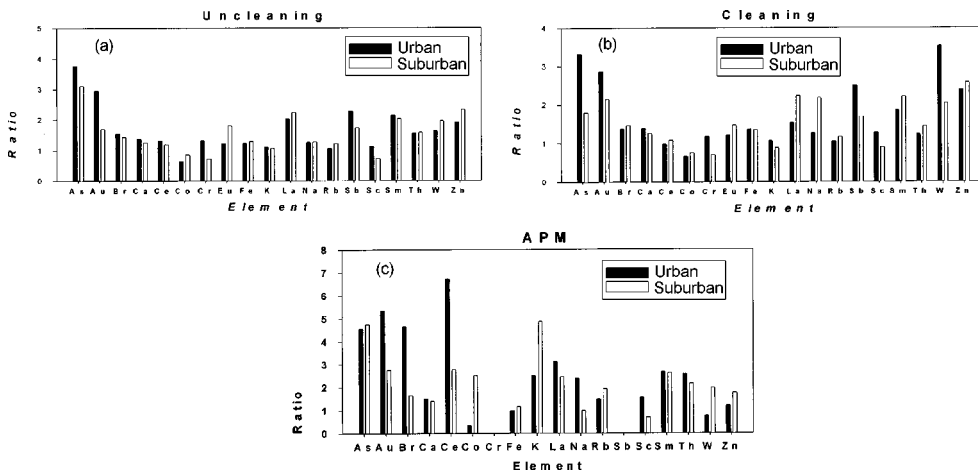 Uncleaning
(a)
Urban
Suburban
5
4
3
2
1
0
Ratio
As Au Br Ca Ce Co Cr Eu Fe K La Na Rb Sb Sc Sm Th W Zn
Element
Cleaning
(b)
Urban
Suburban
4
3
2
1
0
Ratio
As Au Br Ca Ce Co Cr Eu Fe K La Na Rb Sb Sc Sm Th W Zn
Element
APM
(c)
Urban
Suburban
8
7
6
5
4
3
2
1
0
Ratio
As Au Br Ca Ce Co Cr Fe K La Na Rb Sb Sc Sm Th W Zn
Element